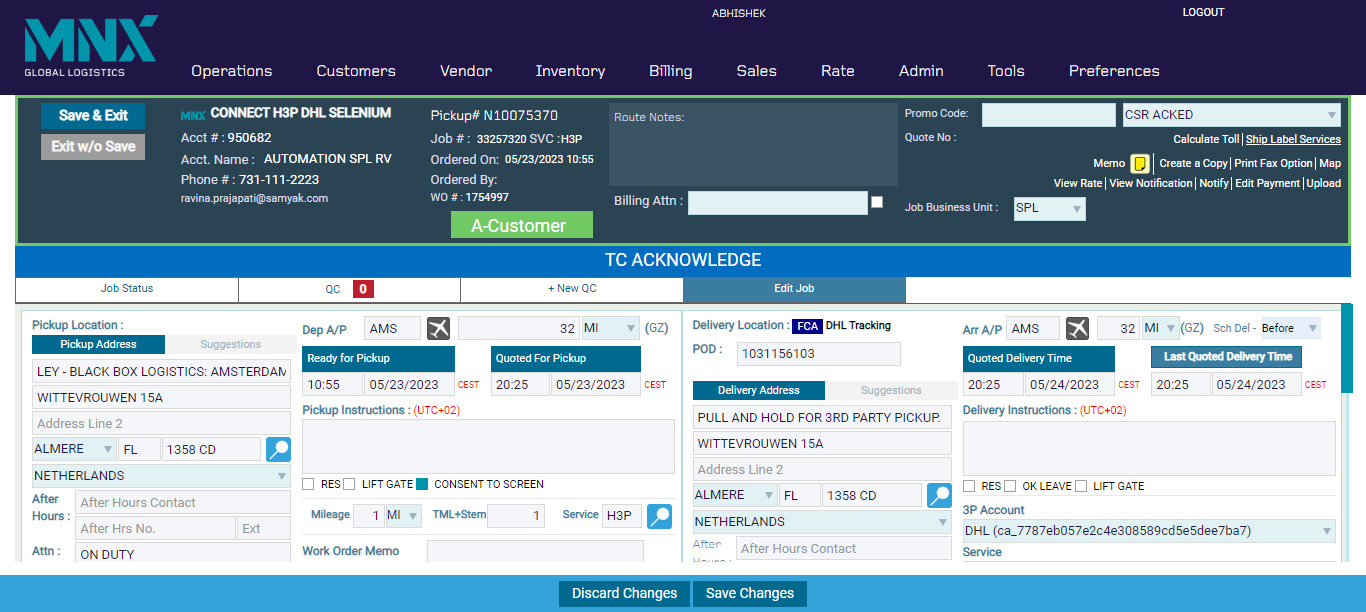 MNX
GLOBAL LOGISTICS
ABHISHEK
LOGOUT
Operations Customers Vendor Inventory Billing Sales Rate Admin Tools Preferences
Save & Exit
Exit w/o Save
MNX CONNECT H3P DHL SELENIUM
Acct # : 950682
Acct. Name : AUTOMATION SPL RV
Phone # : 731-111-2223
ravina.prajapati@samyak.com
Pickup# N10075370
Job # : 33257320 SVC :H3P
Ordered On: 05/23/2023 10:55
Ordered By:
WO # : 1754997
A-Customer
Route Notes:
Billing Attn :
Promo Code:
CSR ACKED
Quote No :
Calculate Toll | Ship Label Services
Memo | Create a Copy | Print Fax Option | Map
View Rate | View Notification | Notify | Edit Payment | Upload
Job Business Unit : SPL
TC ACKNOWLEDGE
Job Status QC 0 + New QC Edit Job
Pickup Location :
Pickup Address Suggestions
LEY - BLACK BOX LOGISTICS: AMSTERDAM
WITTEVROUWEN 15A
Address Line 2
ALMERE FL 1358 CD
NETHERLANDS
After Hours : After Hours Contact
After Hrs No. Ext
Attn : ON DUTY
Dep A/P AMS 32 MI (GZ)
Ready for Pickup Quoted For Pickup
10:55 05/23/2023 CEST 20:25 05/23/2023 CEST
Pickup Instructions : (UTC+02)
RES LIFT GATE CONSENT TO SCREEN
Mileage 1 MI TML+Stem 1 Service H3P
Work Order Memo
Delivery Location : FCA DHL Tracking
POD : 1031156103
Delivery Address Suggestions
PULL AND HOLD FOR 3RD PARTY PICKUP.
WITTEVROUWEN 15A
Address Line 2
ALMERE FL 1358 CD
NETHERLANDS
After Hours : After Hours Contact
Arr A/P AMS 32 MI (GZ) Sch Del - Before
Quoted Delivery Time Last Quoted Delivery Time
20:25 05/24/2023 CEST 20:25 05/24/2023 CEST
Delivery Instructions : (UTC+02)
RES OK LEAVE LIFT GATE
3P Account
DHL (ca_7787eb057e2c4e308589cd5e5dee7ba7)
Service
Discard Changes Save Changes